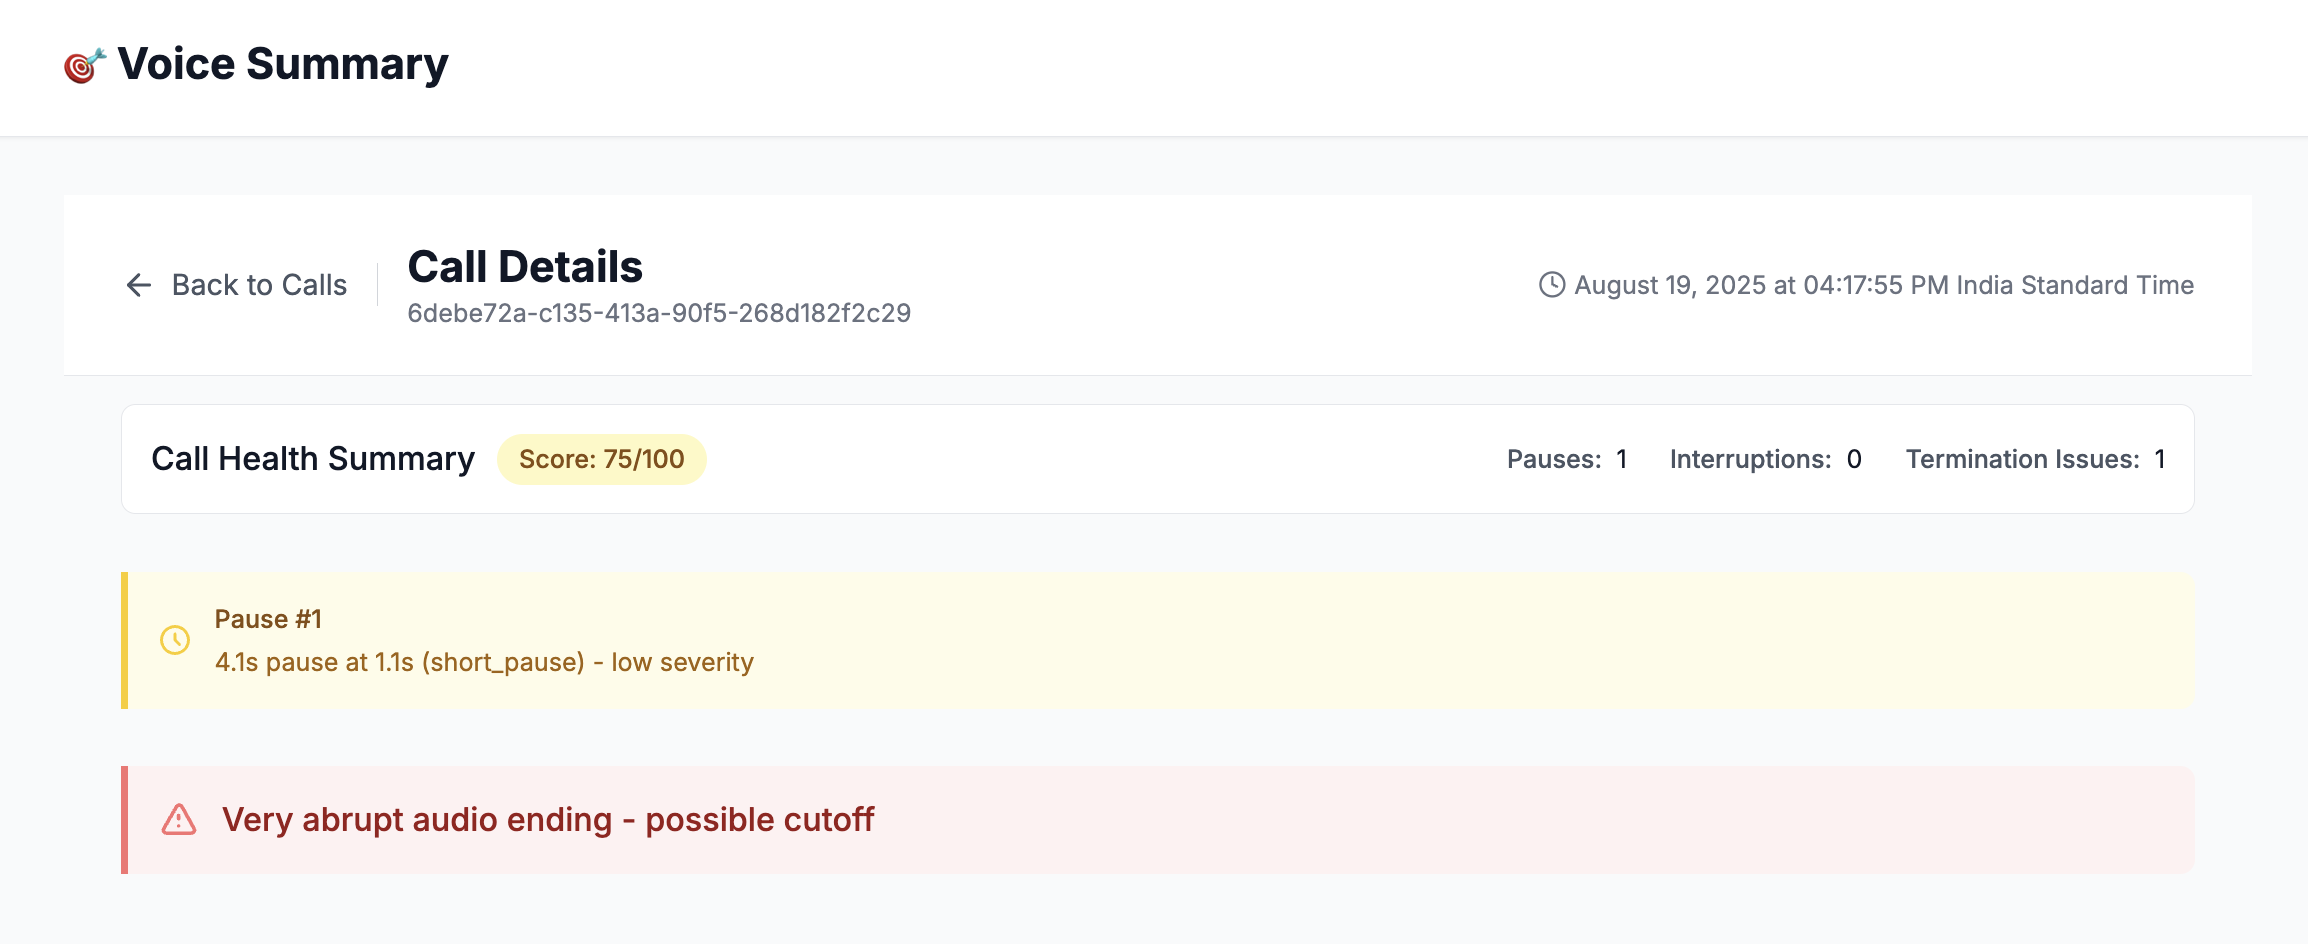 Voice Summary
Back to Calls
Call Details
6debe72a-c135-413a-90f5-268d182f2c29
August 19, 2025 at 04:17:55 PM India Standard Time
Call Health Summary
Score: 75/100
Pauses: 1
Interruptions: 0
Termination Issues: 1
Pause #1
4.1s pause at 1.1s (short_pause) - low severity
Very abrupt audio ending - possible cutoff